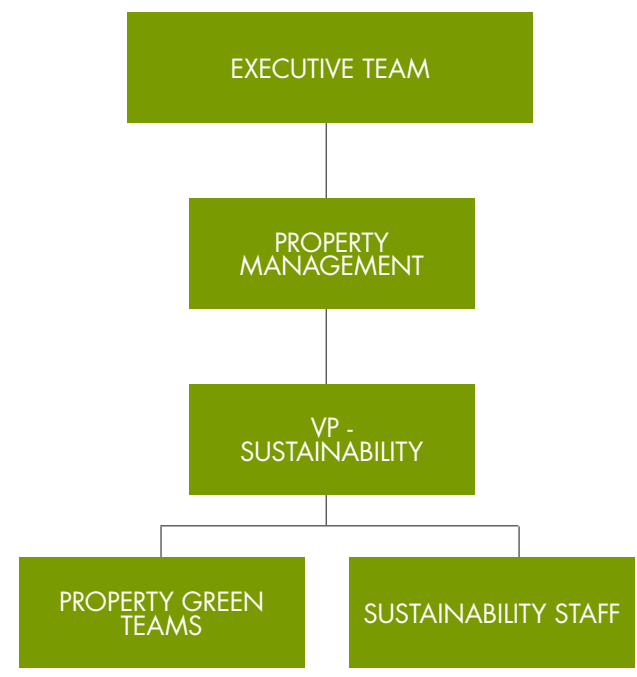 EXECUTIVE TEAM
PROPERTY
MANAGEMENT
VP -
SUSTAINABILITY
PROPERTY GREEN
TEAMS
SUSTAINABILITY STAFF